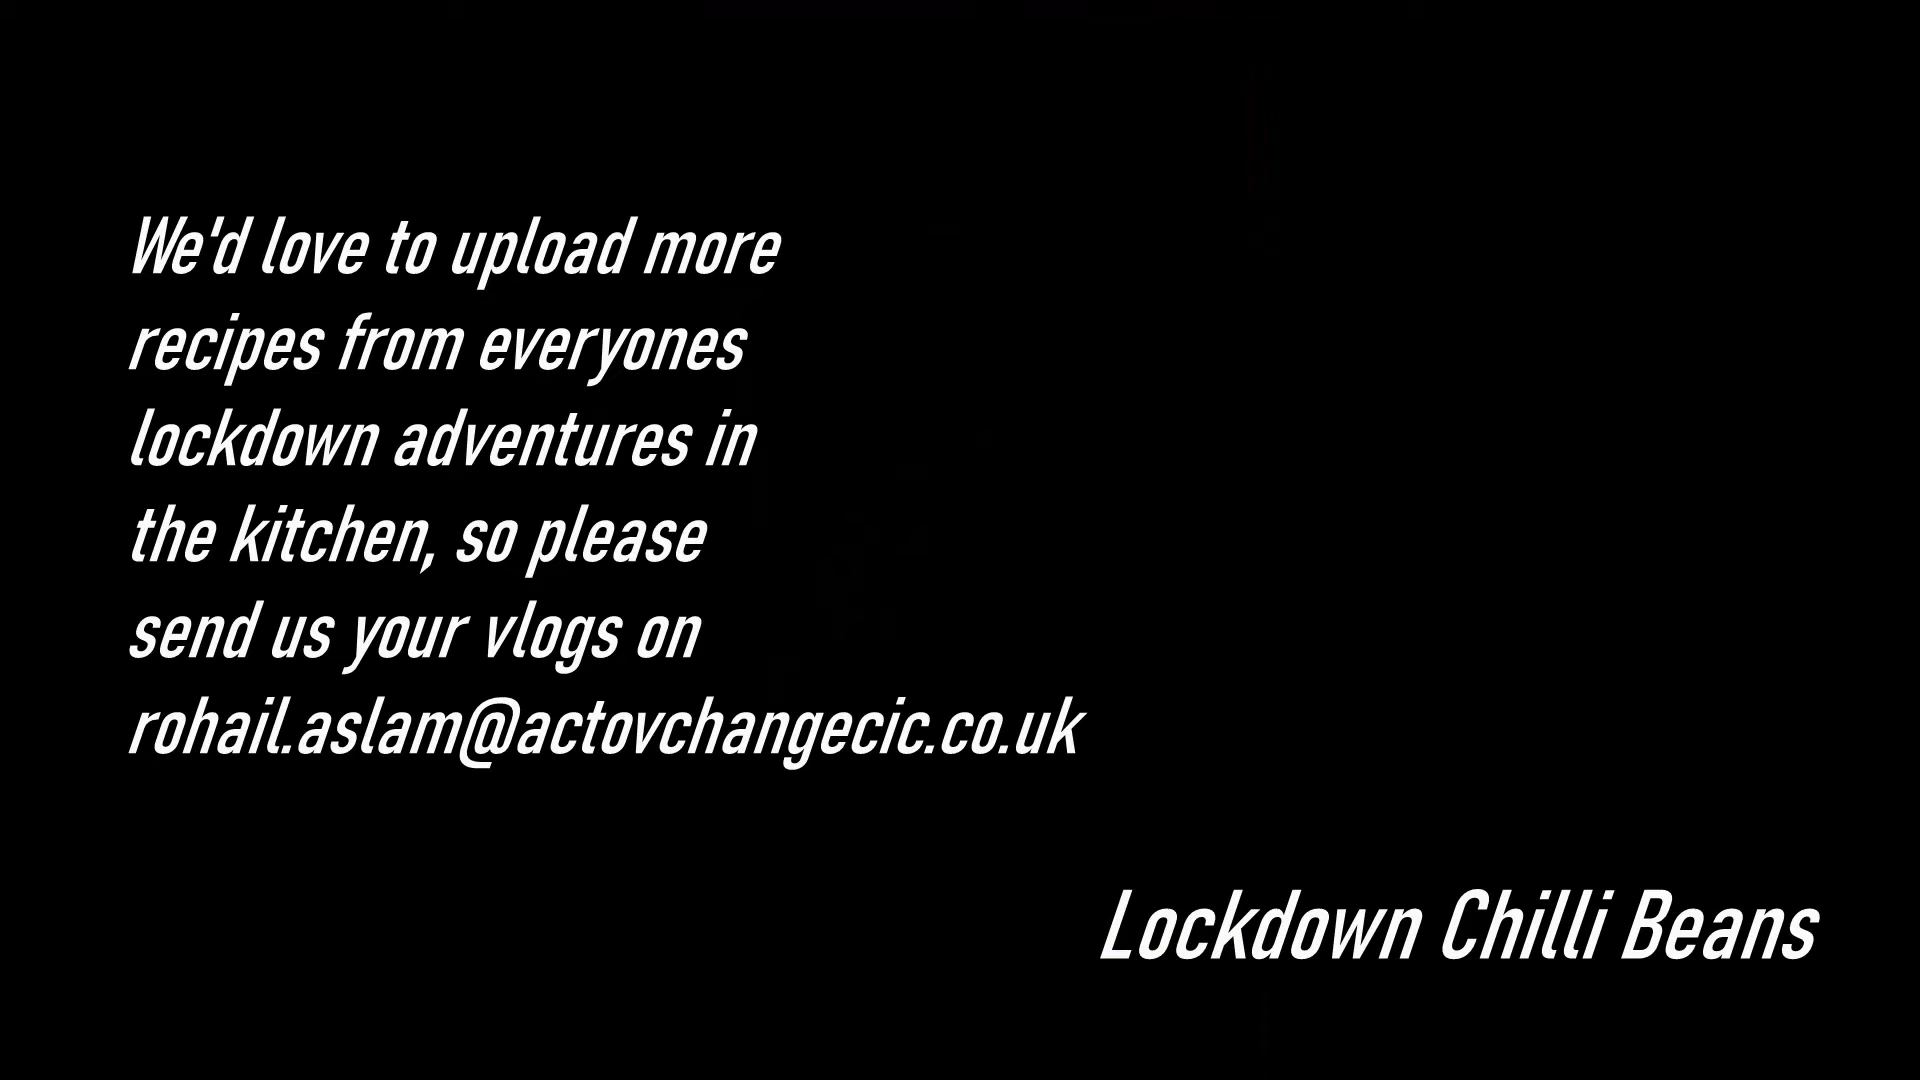 We'd love to upload more
recipes from everyones
lockdown adventures in
the kitchen, so please
send us your vlogs on
rohail.aslam@actovchangecic.co.uk
Lockdown Chilli Beans